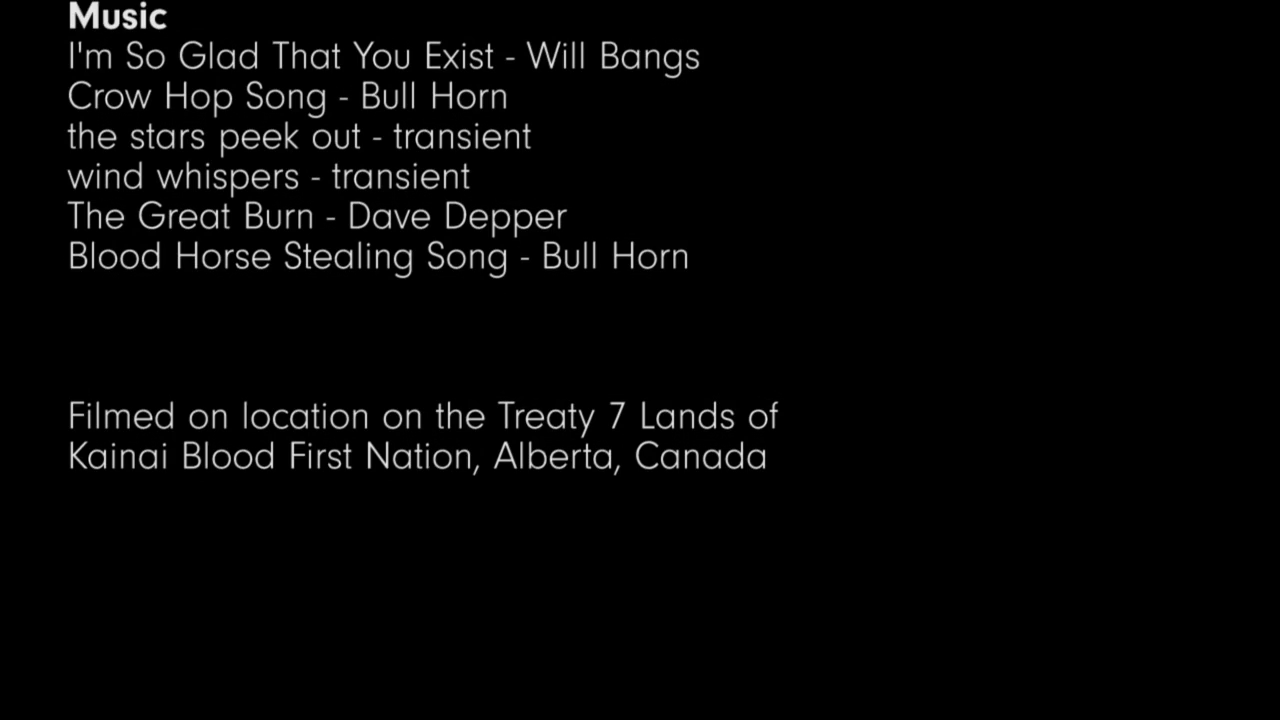 Music
I'm So Glad That You Exist - Will Bangs
Crow Hop Song - Bull Horn
the stars peek out - transient
wind whispers - transient
The Great Burn - Dave Depper
Blood Horse Stealing Song - Bull Horn
Filmed on location on the Treaty 7 Lands of
Kainai Blood First Nation, Alberta, Canada